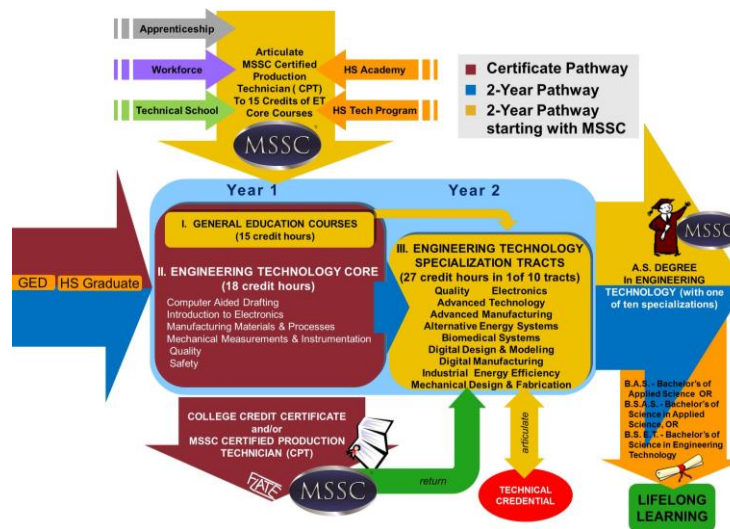 Apprenticeship
Workforce
Technical School
Articulate
MSSC Certified
Production
Technician ( CPT)
To 15 Credits of ET
Core Courses
HS Academy
HS Tech Program
MSSC
Certificate Pathway
2-Year Pathway
2-Year Pathway
starting with MSSC
Year 1
Year 2
I. GENERAL EDUCATION COURSES
(15 credit hours)
II. ENGINEERING TECHNOLOGY CORE
(18 credit hours)
Computer Aided Drafting
Introduction to Electronics
Manufacturing Materials & Processes
Mechanical Measurements & Instrumentation
Quality
Safety
III. ENGINEERING TECHNOLOGY
SPECIALIZATION TRACTS
(27 credit hours in 1of 10 tracts)
Quality Electronics
Advanced Technology
Advanced Manufacturing
Alternative Energy Systems
Biomedical Systems
Digital Design & Modeling
Digital Manufacturing
Industrial Energy Efficiency
Mechanical Design & Fabrication
GED
HS Graduate
MSSC
A.S. DEGREE
In ENGINEERING
TECHNOLOGY (with one
of ten specializations)
B.A.S. - Bachelor's of
Applied Science OR
B.S.A.S. - Bachelor's of
Science in Applied
Science, OR
B.S.E.T. - Bachelor's of
Science in Engineering
Technology
LIFELONG
LEARNING
COLLEGE CREDIT CERTIFICATE
and/or
MSSC CERTIFIED PRODUCTION
TECHNICIAN (CPT)
FLATE
MSSC
return
articulate
TECHNICAL
CREDENTIAL